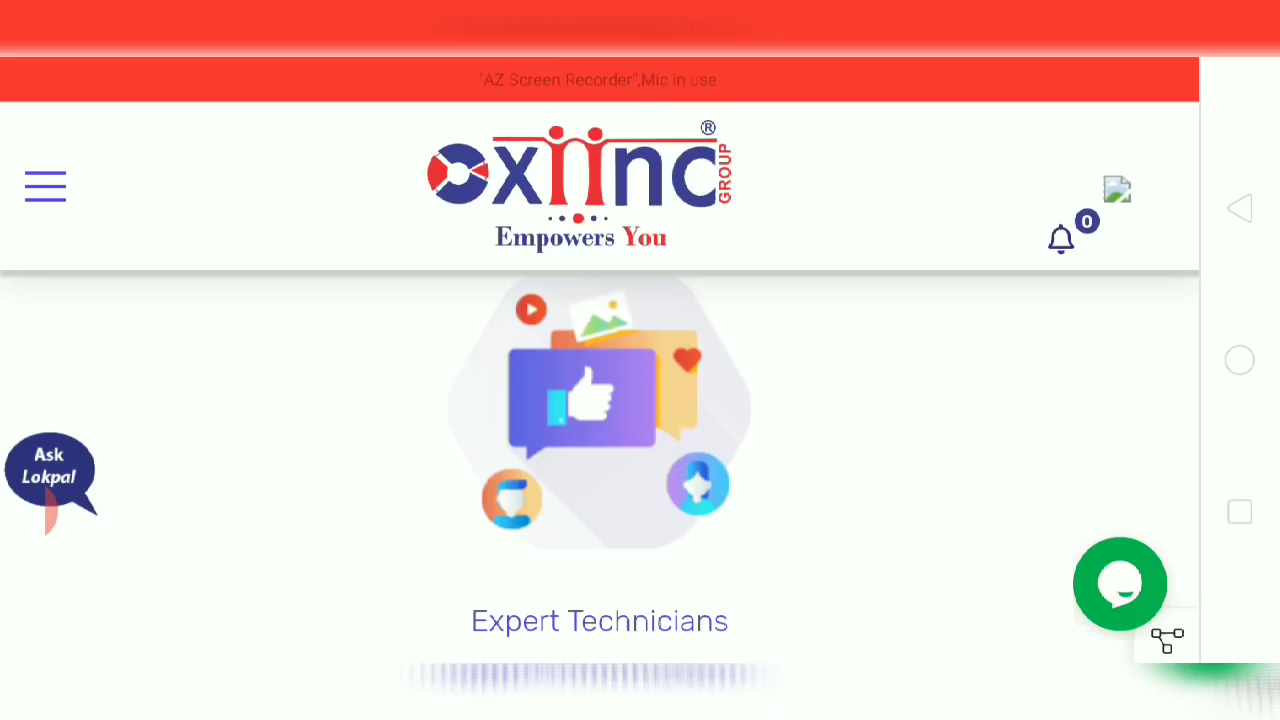 "AZ Screen Recorder",Mic in use
oxiinc GROUP ®
Empowers You
0
Ask
Lokpal
Expert Technicians